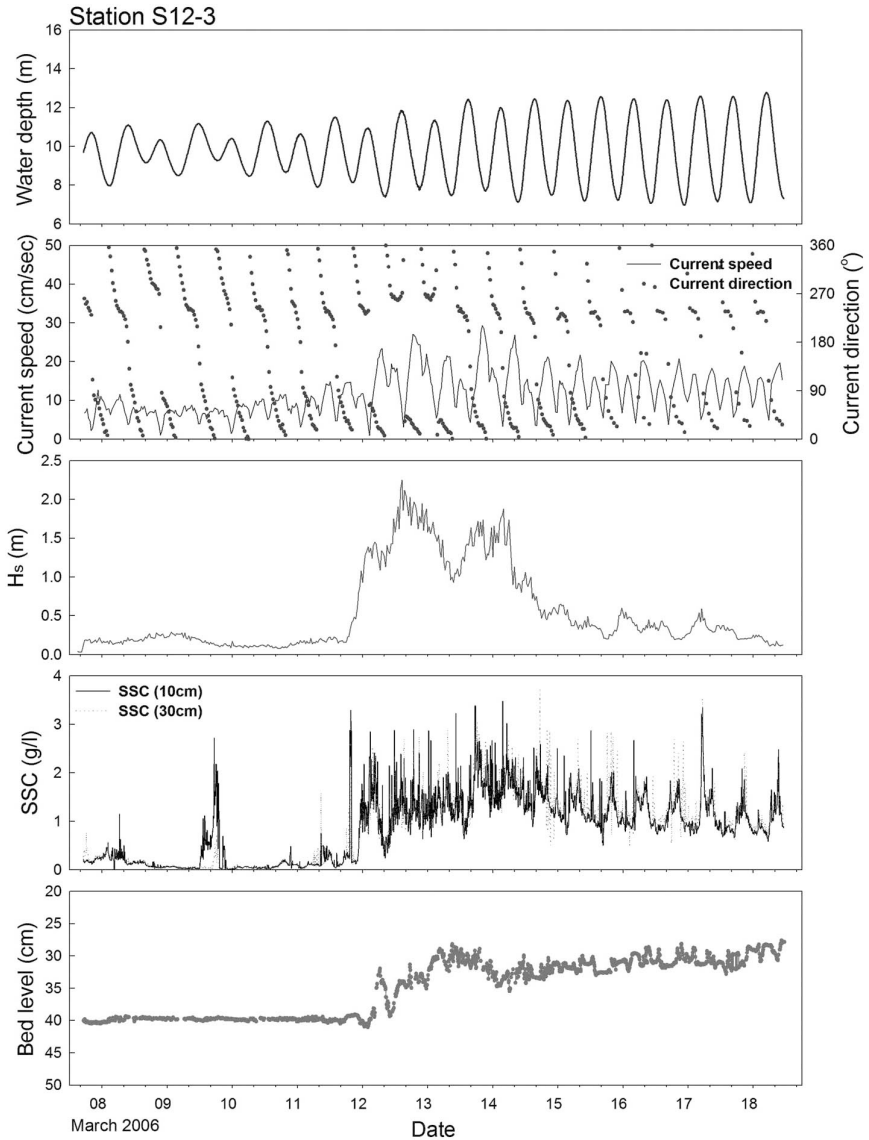 Station S12-3
16
14
12
10
8
6
Water depth (m)
50
40
30
20
10
0
Current speed (cm/sec)
360
270
180
90
0
Current direction (°)
Current speed
Current direction
2.5
2.0
1.5
1.0
0.5
0.0
Hs (m)
4
3
2
1
0
SSC (g/l)
SSC (10cm)
SSC (30cm)
20
30
40
50
Bed level (cm)
08 09 10 11 12 13 14 15 16 17 18
March 2006
Date